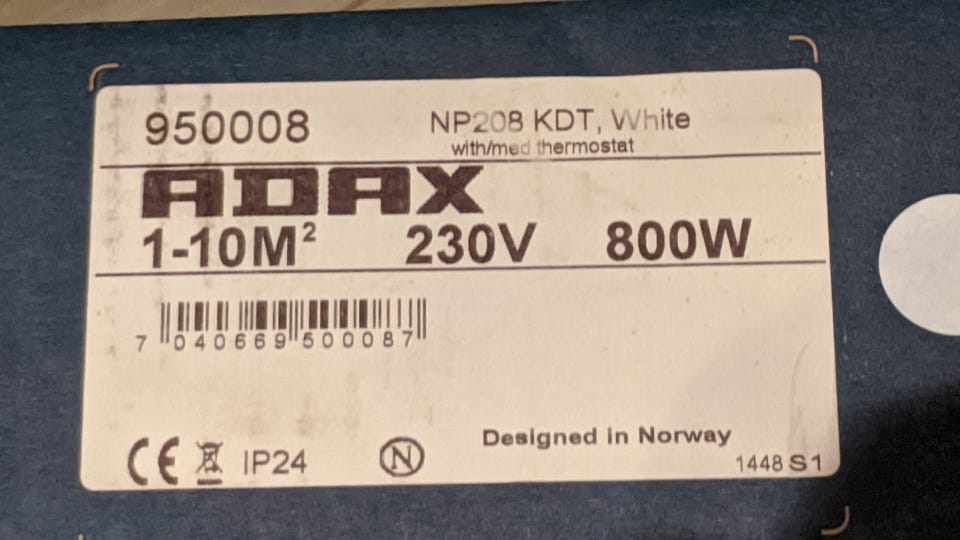 950008 NP208 KDT, White
with/med thermostat
ADAX
1-10M² 230V 800W
7 040669 500087
CE IP24 N
Designed in Norway
1448 S1